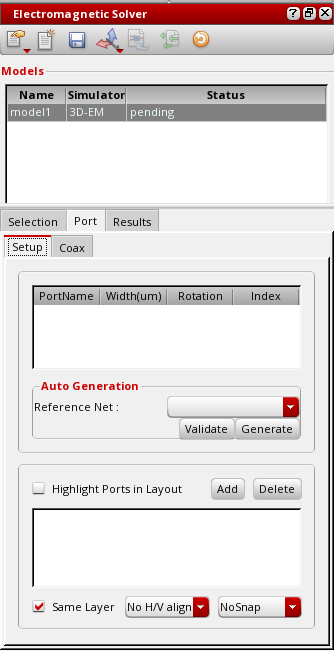 Electromagnetic Solver
Models
Name Simulator Status
model1 3D-EM pending
Selection Port Results
Setup Coax
PortName Width(um) Rotation Index
Auto Generation
Reference Net :
Validate Generate
Highlight Ports in Layout Add Delete
Same Layer No H/V align NoSnap